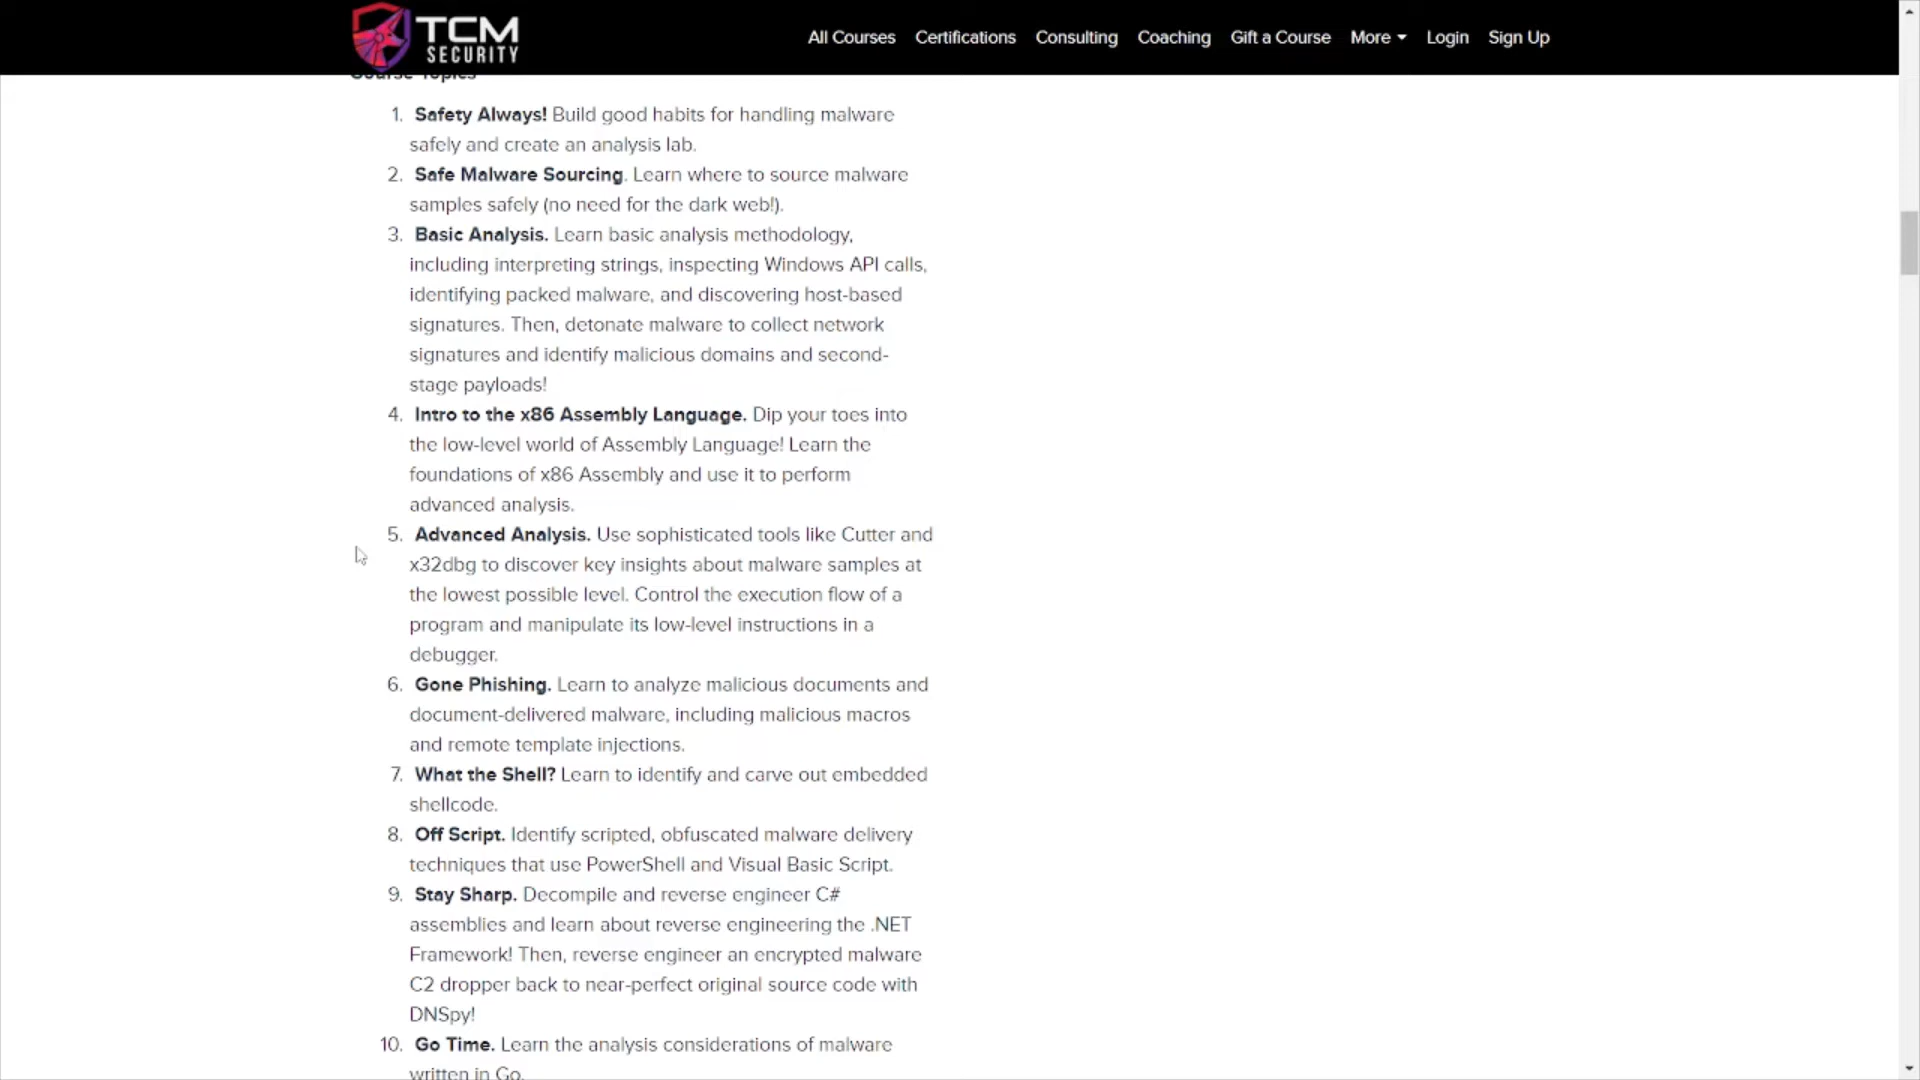 TCM
SECURITY
All Courses Certifications Consulting Coaching Gift a Course More Login Sign Up
Course Topics
1. Safety Always! Build good habits for handling malware
safely and create an analysis lab.
2. Safe Malware Sourcing. Learn where to source malware
samples safely (no need for the dark web!).
3. Basic Analysis. Learn basic analysis methodology,
including interpreting strings, inspecting Windows API calls,
identifying packed malware, and discovering host-based
signatures. Then, detonate malware to collect network
signatures and identify malicious domains and second-
stage payloads!
4. Intro to the x86 Assembly Language. Dip your toes into
the low-level world of Assembly Language! Learn the
foundations of x86 Assembly and use it to perform
advanced analysis.
5. Advanced Analysis. Use sophisticated tools like Cutter and
x32dbg to discover key insights about malware samples at
the lowest possible level. Control the execution flow of a
program and manipulate its low-level instructions in a
debugger.
6. Gone Phishing. Learn to analyze malicious documents and
document-delivered malware, including malicious macros
and remote template injections.
7. What the Shell? Learn to identify and carve out embedded
shellcode.
8. Off Script. Identify scripted, obfuscated malware delivery
techniques that use PowerShell and Visual Basic Script.
9. Stay Sharp. Decompile and reverse engineer C#
assemblies and learn about reverse engineering the .NET
Framework! Then, reverse engineer an encrypted malware
C2 dropper back to near-perfect original source code with
DNSpy!
10. Go Time. Learn the analysis considerations of malware
written in Go.